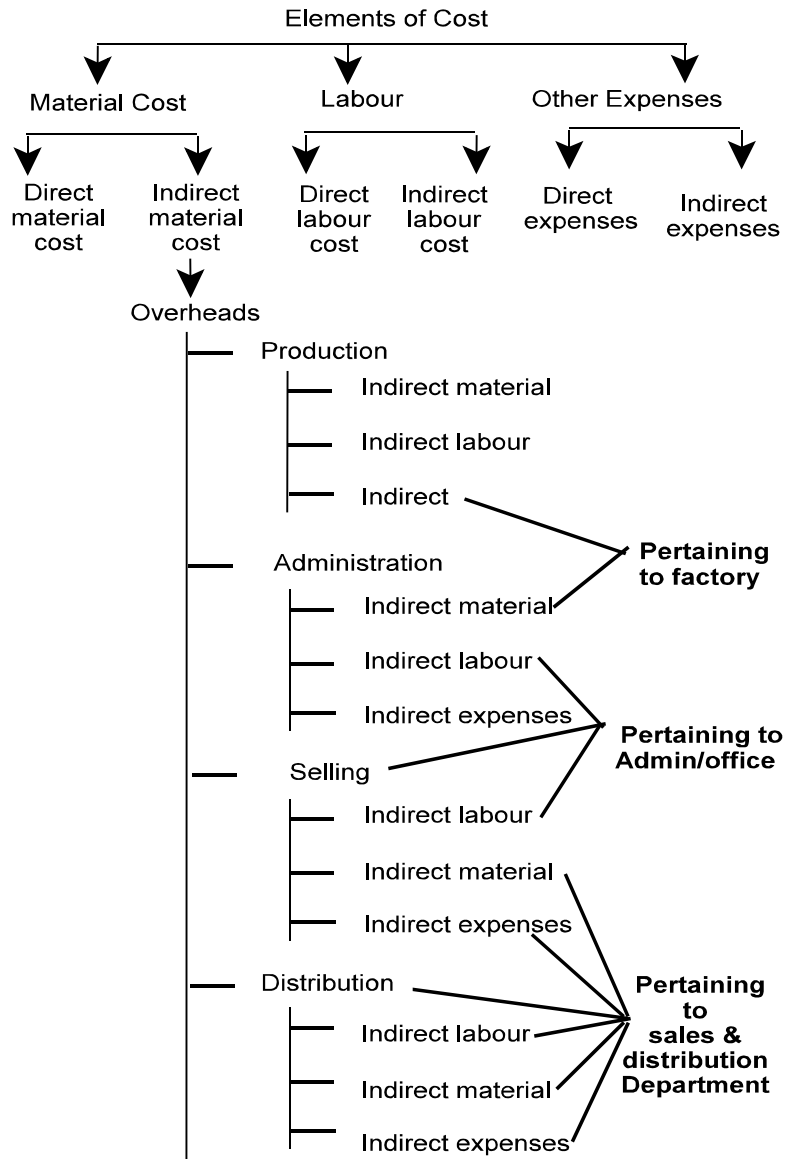 Elements of Cost
Material Cost
Labour
Other Expenses
Direct
material
cost
Indirect
material
cost
Direct
labour
cost
Indirect
labour
cost
Direct
expenses
Indirect
expenses
Overheads
Production
Indirect material
Indirect labour
Indirect
Pertaining
to factory
Administration
Indirect material
Indirect labour
Indirect expenses
Pertaining to
Admin/office
Selling
Indirect labour
Indirect material
Indirect expenses
Distribution
Indirect labour
Indirect material
Indirect expenses
Pertaining
to
sales &
distribution
Department